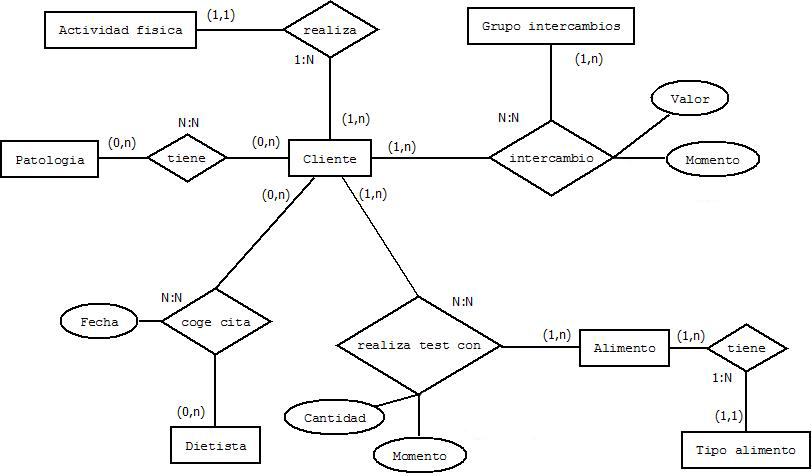 Actividad fisica
(1,1)
realiza
1:N
(1,n)
Grupo intercambios
(1,n)
N:N
Valor
Patologia
(0,n)
N:N
tiene
(0,n)
Cliente
(1,n)
intercambio
Momento
(0,n)
(1,n)
Fecha
N:N
coge cita
N:N
realiza test con
(1,n)
Alimento
(1,n)
tiene
1:N
(0,n)
Dietista
Cantidad
Momento
(1,1)
Tipo alimento